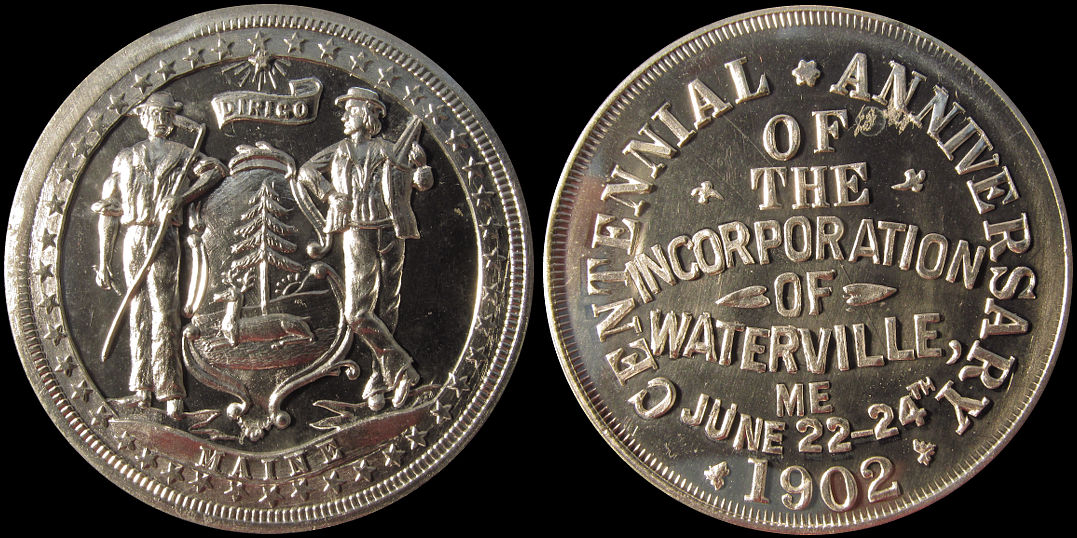 DIRIGO
MAINE
CENTENNIAL ANNIVERSARY
OF
THE
INCORPORATION
OF
WATERVILLE,
ME
JUNE 22-24TH
1902